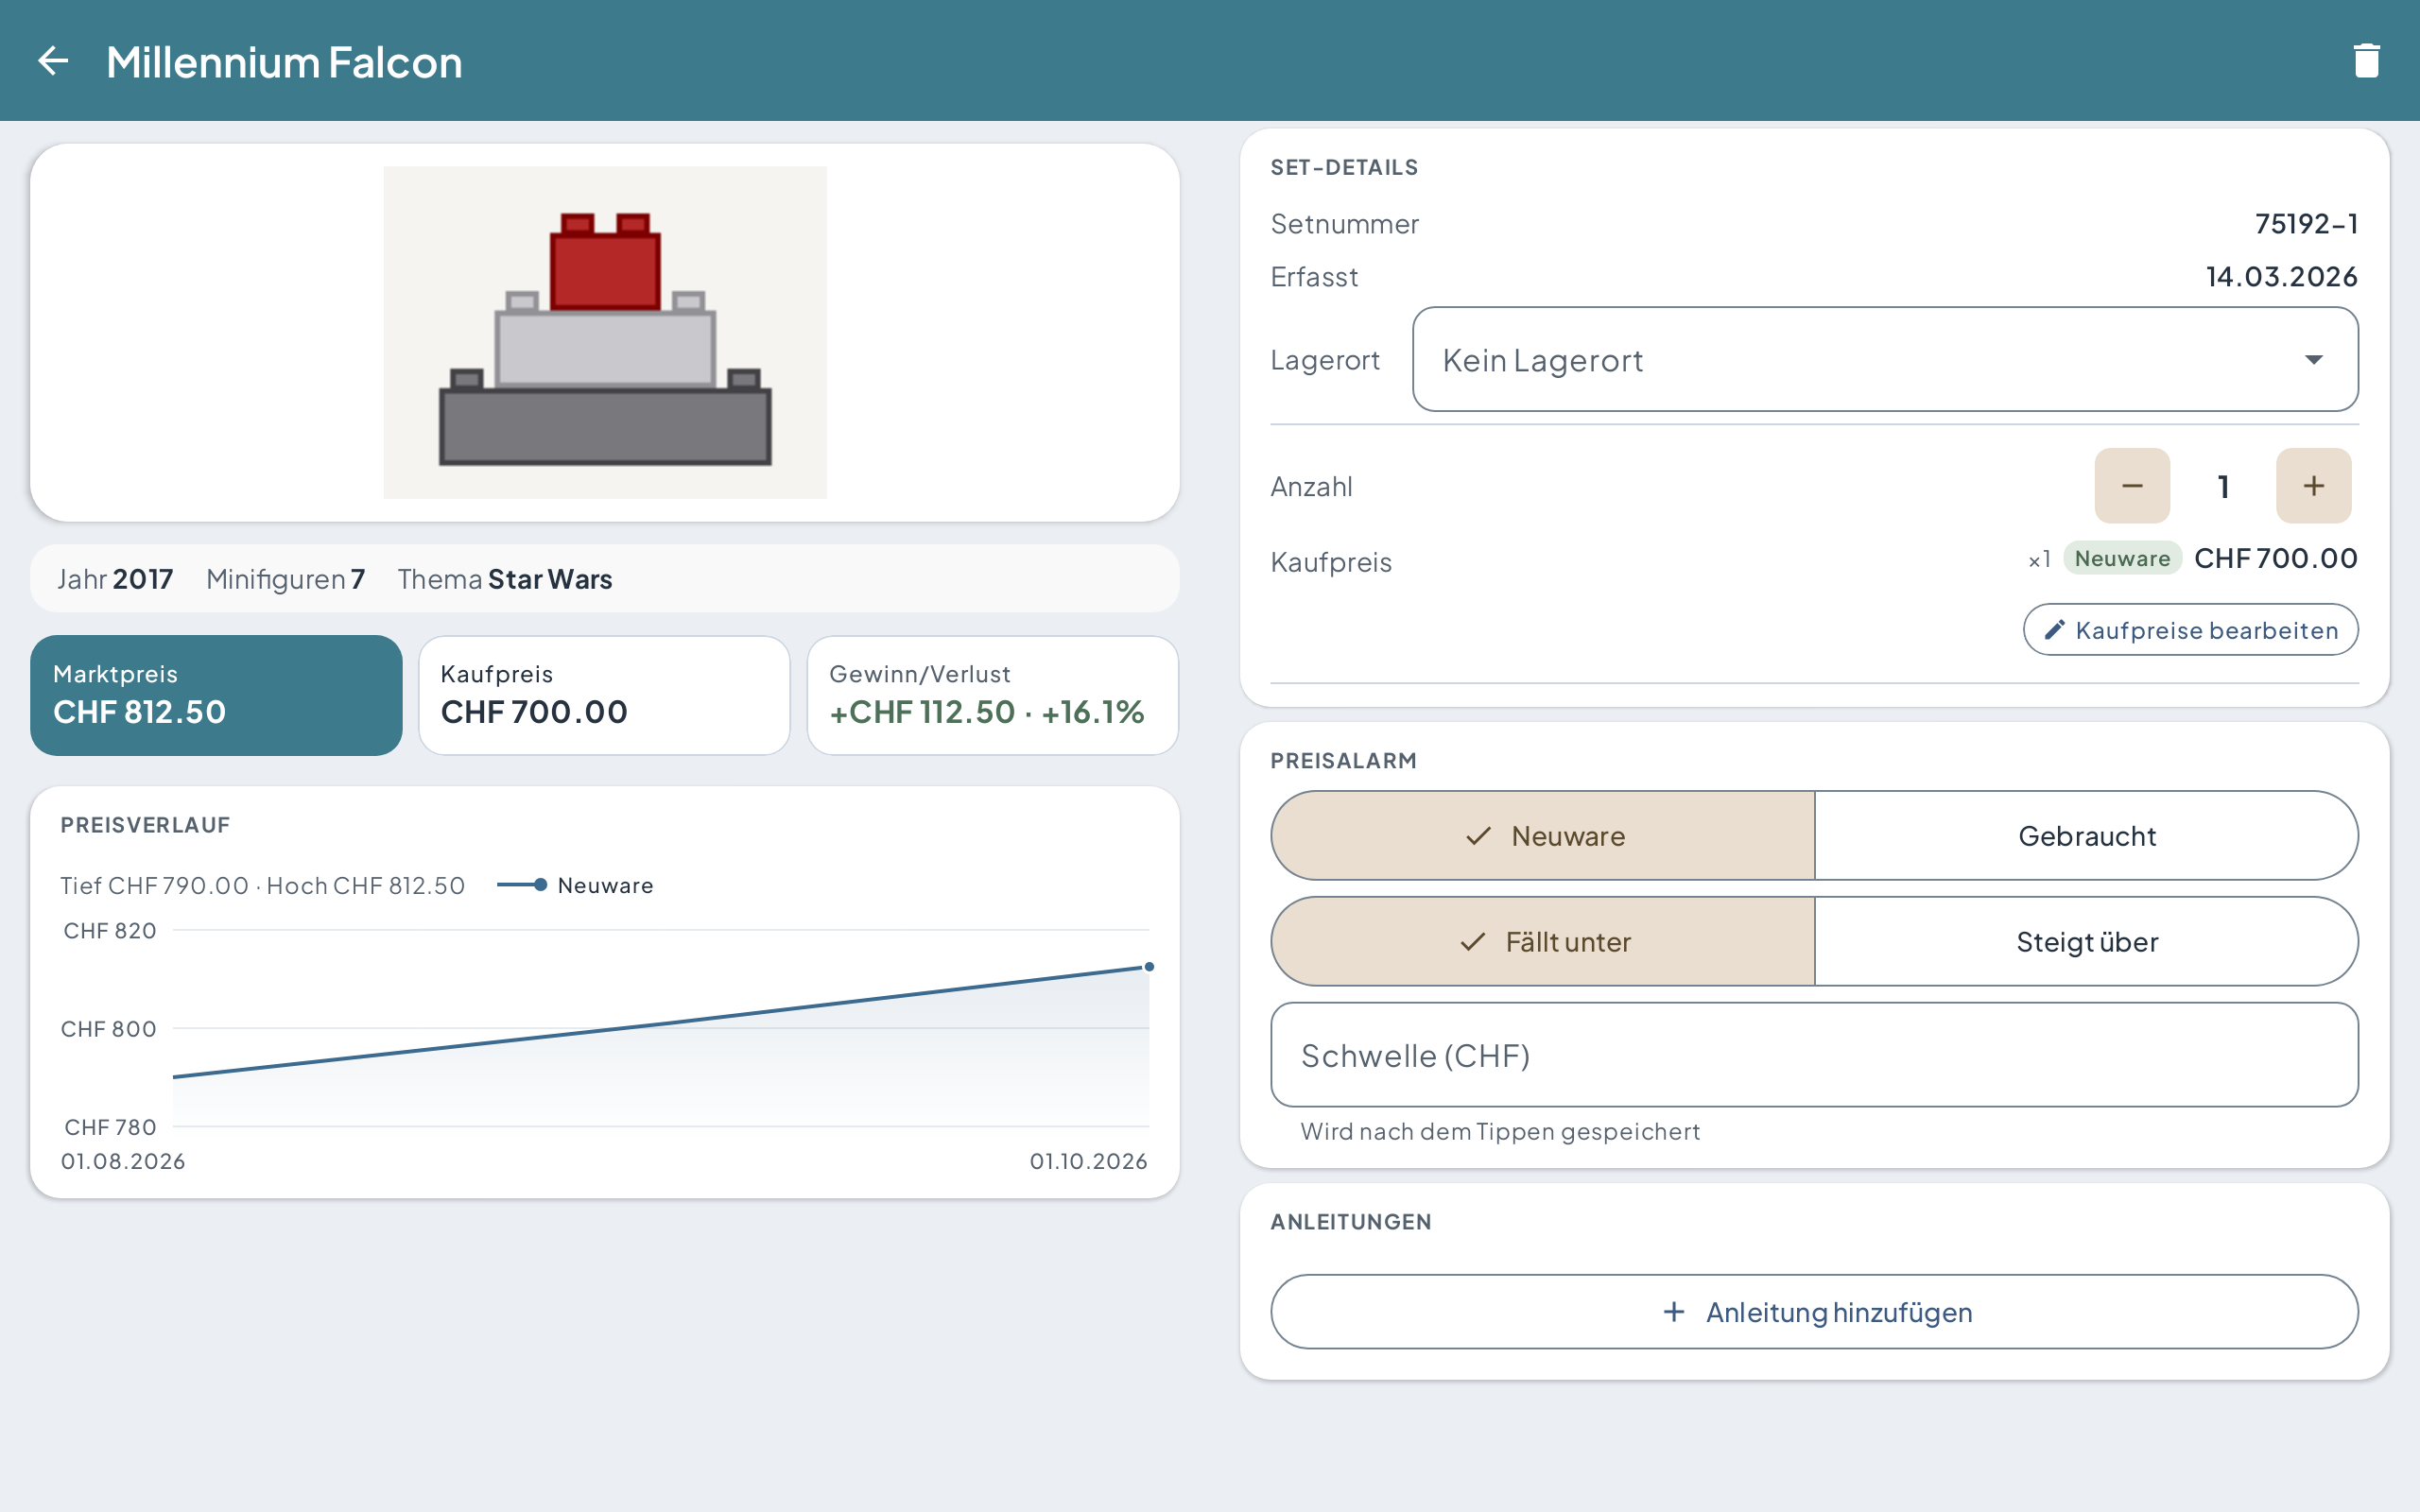 Millennium Falcon
Jahr 2017 Minifiguren 7 Thema Star Wars
Marktpreis
CHF 812.50
Kaufpreis
CHF 700.00
Gewinn/Verlust
+CHF 112.50 · +16.1%
PREISVERLAUF
Tief CHF 790.00 · Hoch CHF 812.50 Neuware
CHF 820
CHF 800
CHF 780
01.08.2026 01.10.2026
SET-DETAILS
Setnummer 75192-1
Erfasst 14.03.2026
Lagerort Kein Lagerort
Anzahl − 1 +
Kaufpreis ×1 Neuware CHF 700.00
Kaufpreise bearbeiten
PREISALARM
Neuware Gebraucht
Fällt unter Steigt über
Schwelle (CHF)
Wird nach dem Tippen gespeichert
ANLEITUNGEN
+ Anleitung hinzufügen